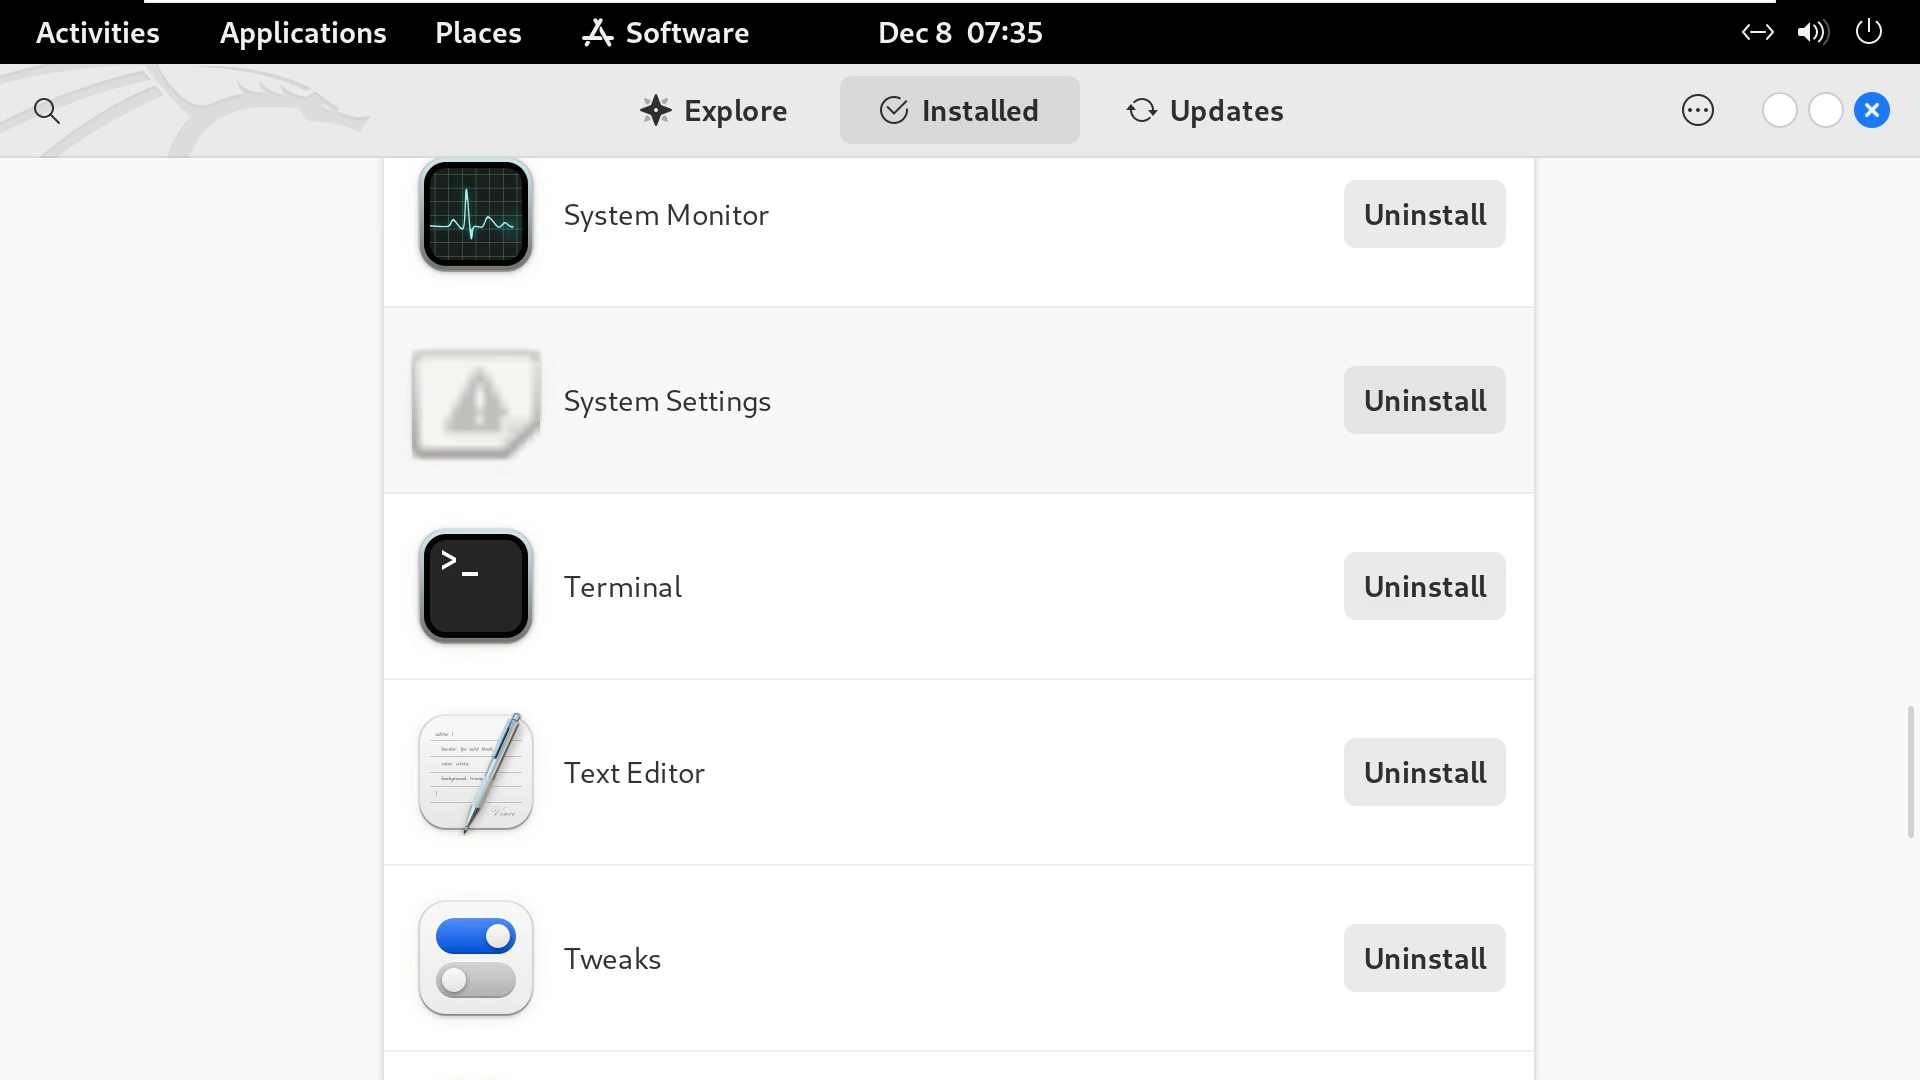 Activities Applications Places Software Dec 8 07:35
Explore Installed Updates
System Monitor Uninstall
System Settings Uninstall
>_
Terminal Uninstall
Text Editor Uninstall
Tweaks Uninstall